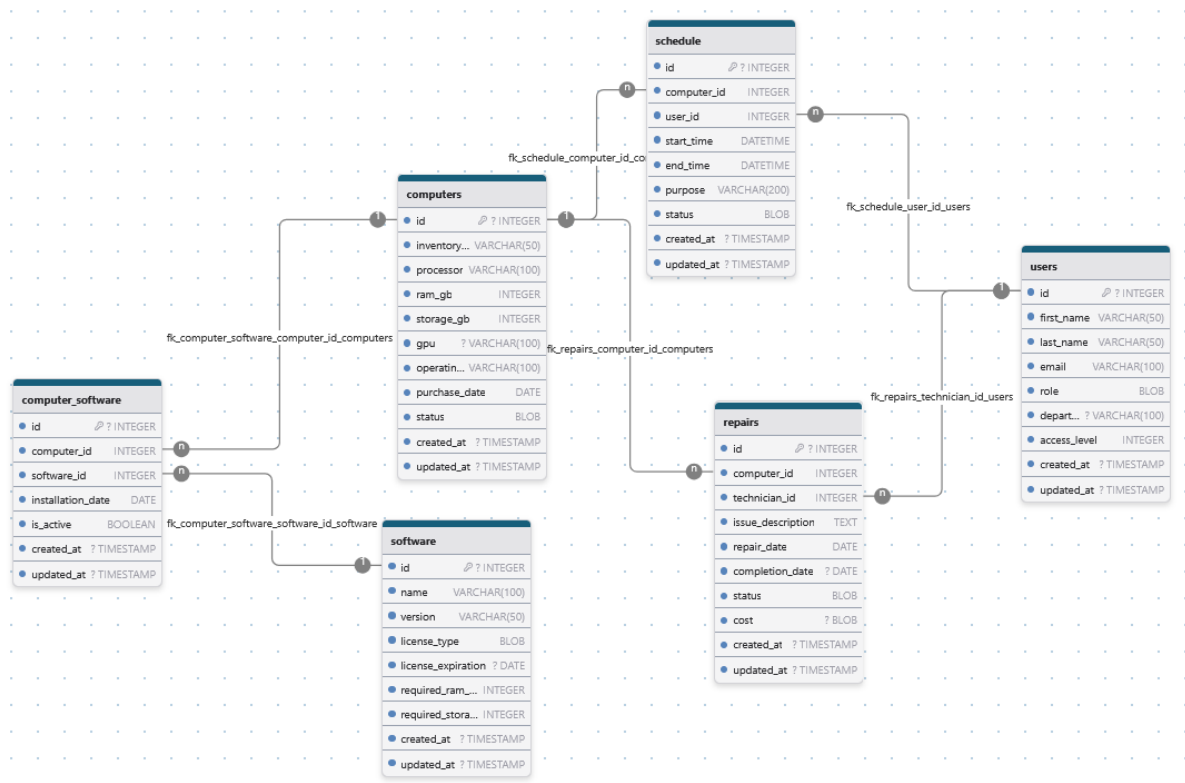 schedule
id ? INTEGER
computer_id INTEGER
user_id INTEGER
start_time DATETIME
end_time DATETIME
purpose VARCHAR(200)
status BLOB
created_at ? TIMESTAMP
updated_at ? TIMESTAMP
n
n
fk_schedule_computer_id_co
fk_schedule_user_id_users
computers
id ? INTEGER
inventory... VARCHAR(50)
processor VARCHAR(100)
ram_gb INTEGER
storage_gb INTEGER
gpu ? VARCHAR(100)
operatin... VARCHAR(100)
purchase_date DATE
status BLOB
created_at ? TIMESTAMP
updated_at ? TIMESTAMP
1
1
fk_computer_software_computer_id_computers
fk_repairs_computer_id_computers
users
id ? INTEGER
first_name VARCHAR(50)
last_name VARCHAR(50)
email VARCHAR(100)
role BLOB
depart... ? VARCHAR(100)
access_level INTEGER
created_at ? TIMESTAMP
updated_at ? TIMESTAMP
1
fk_repairs_technician_id_users
computer_software
id ? INTEGER
computer_id INTEGER
software_id INTEGER
installation_date DATE
is_active BOOLEAN
created_at ? TIMESTAMP
updated_at ? TIMESTAMP
n
n
fk_computer_software_software_id_software
repairs
id ? INTEGER
computer_id INTEGER
technician_id INTEGER
issue_description TEXT
repair_date DATE
completion_date ? DATE
status BLOB
cost ? BLOB
created_at ? TIMESTAMP
updated_at ? TIMESTAMP
n
n
software
id ? INTEGER
name VARCHAR(100)
version VARCHAR(50)
license_type BLOB
license_expiration ? DATE
required_ram_... INTEGER
required_stora... INTEGER
created_at ? TIMESTAMP
updated_at ? TIMESTAMP
1